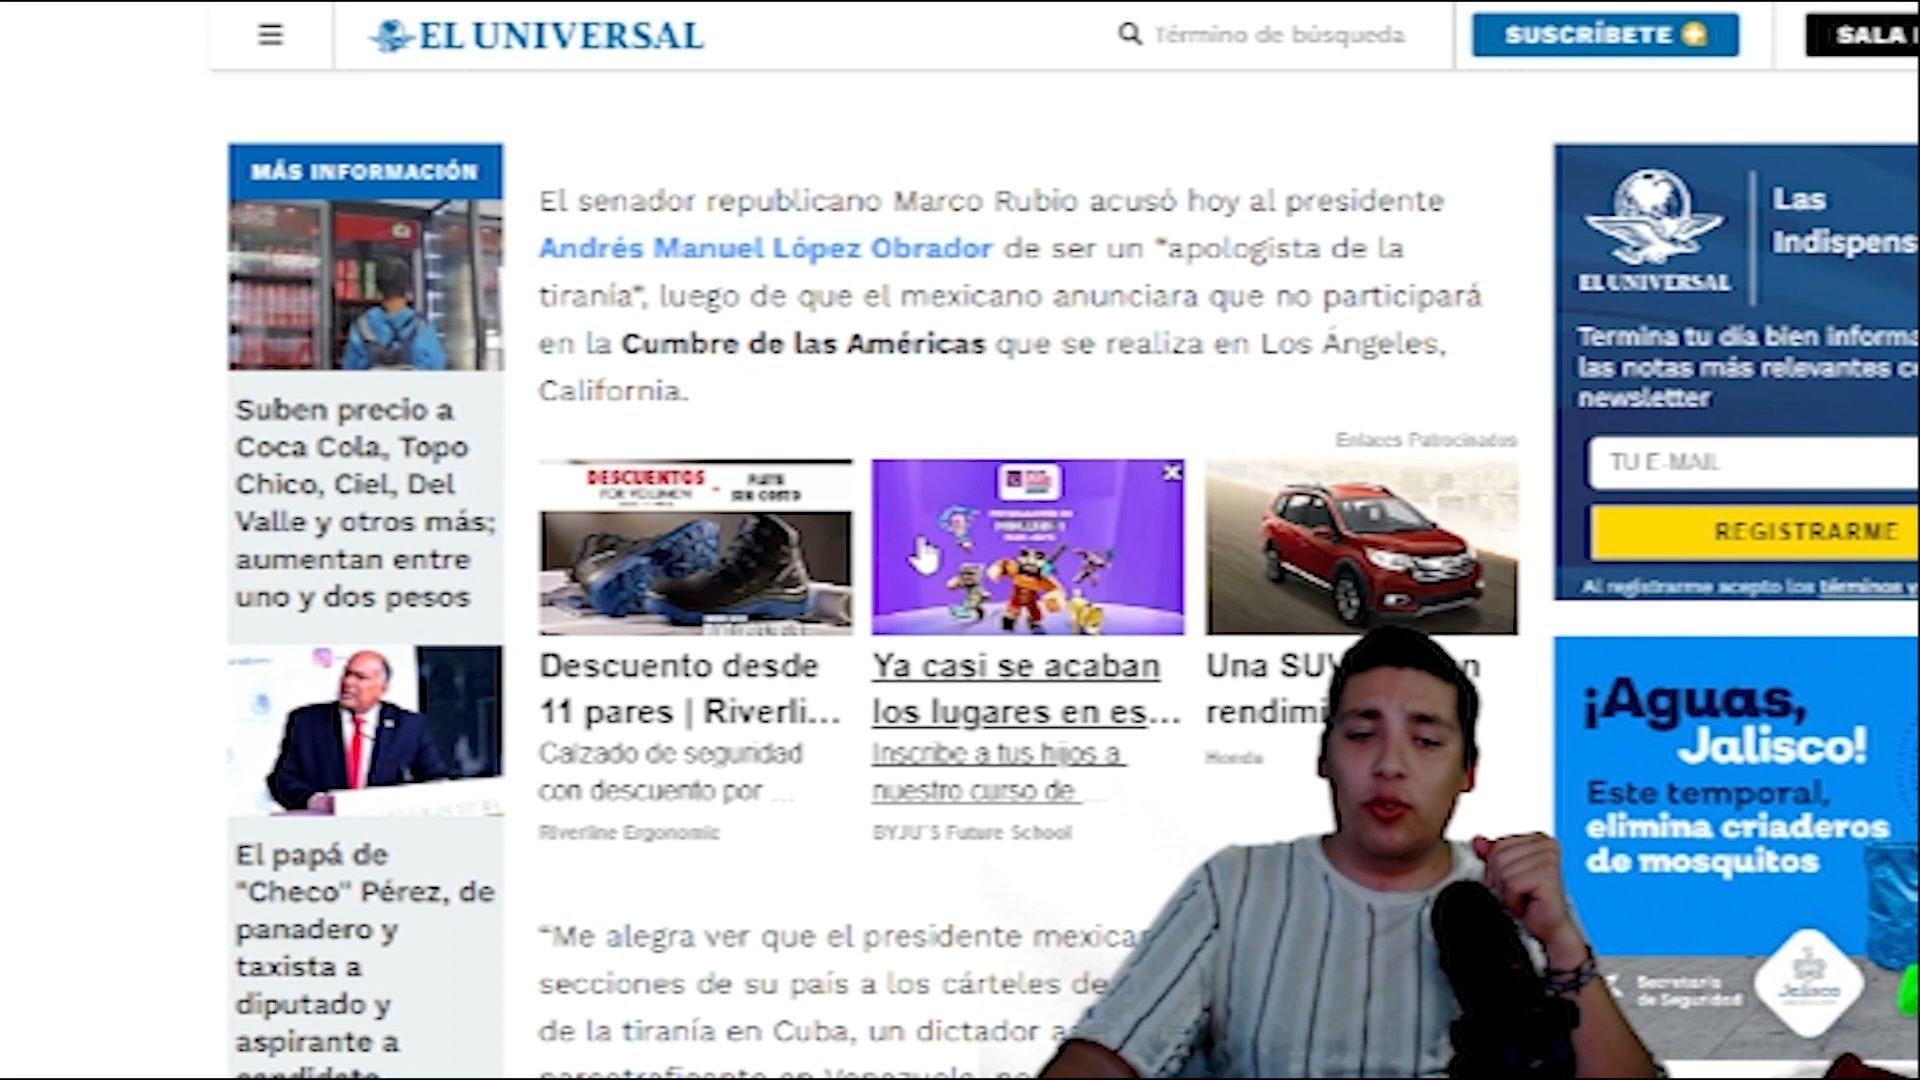 EL UNIVERSAL
Término de búsqueda
SUSCRÍBETE
SALA
MÁS INFORMACIÓN
Suben precio a
Coca Cola, Topo
Chico, Ciel, Del
Valle y otros más;
aumentan entre
uno y dos pesos
El papá de
"Checo" Pérez, de
panadero y
taxista a
diputado y
aspirante a
candidato
El senador republicano Marco Rubio acusó hoy al presidente
Andrés Manuel López Obrador de ser un "apologista de la
tiranía", luego de que el mexicano anunciara que no participará
en la Cumbre de las Américas que se realiza en Los Ángeles,
California.
Enlaces Patrocinados
DESCUENTOS
POR VOLUMEN
FLETE
SIN COSTO
Descuento desde
11 pares | Riverli...
Calzado de seguridad
con descuento por ...
Riverline Ergonomic
Ya casi se acaban
los lugares en es...
Inscribe a tus hijos a
nuestro curso de ...
BYJU'S Future School
Una SUV
rendimi
Honda
“Me alegra ver que el presidente mexica
secciones de su país a los cárteles de
de la tiranía en Cuba, un dictador
narcotraficante en Venezuela,
Las
Indispens
EL UNIVERSAL
Termina tu día bien informa
las notas más relevantes c
newsletter
TU E-MAIL
REGISTRARME
Al registrarme acepto los términos y
¡Aguas,
Jalisco!
Este temporal,
elimina criaderos
de mosquitos
Secretaría
de Seguridad
Jalisco